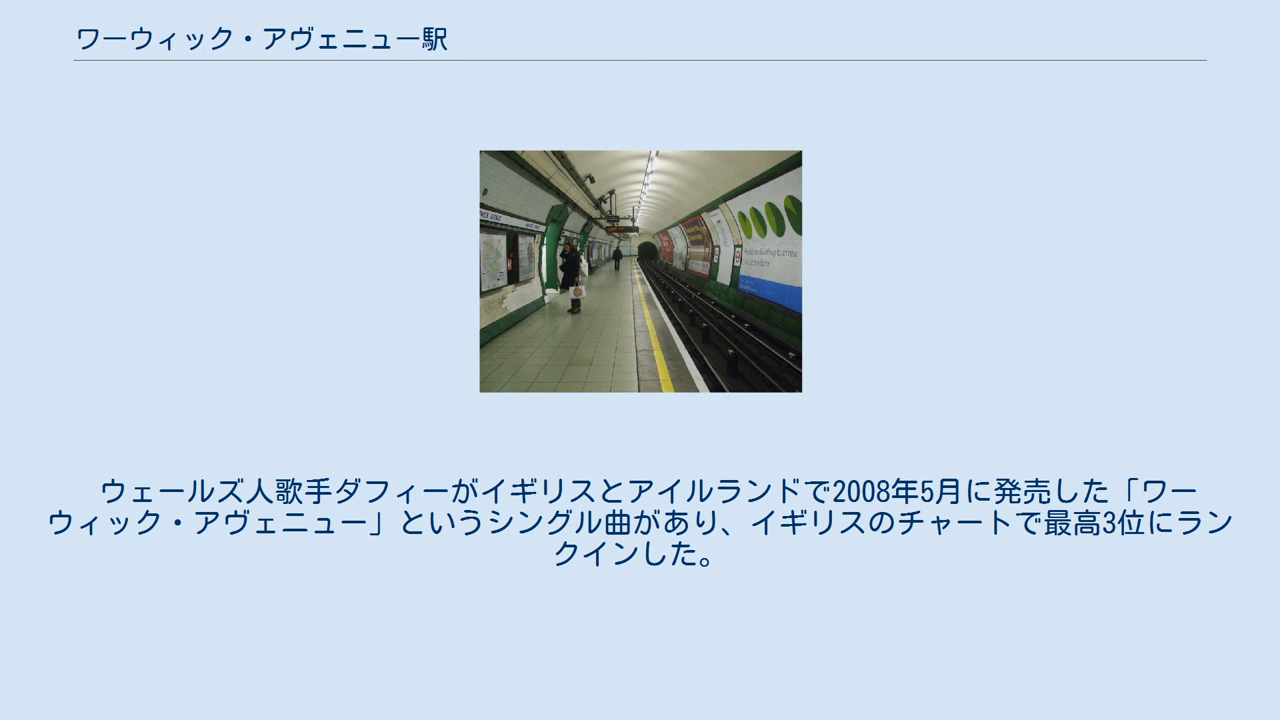 ワーウィック・アヴェニュー駅
ウェールズ人歌手ダフィーがイギリスとアイルランドで2008年5月に発売した「ワー
ウィック・アヴェニュー」というシングル曲があり、イギリスのチャートで最高3位にラン
クインした。